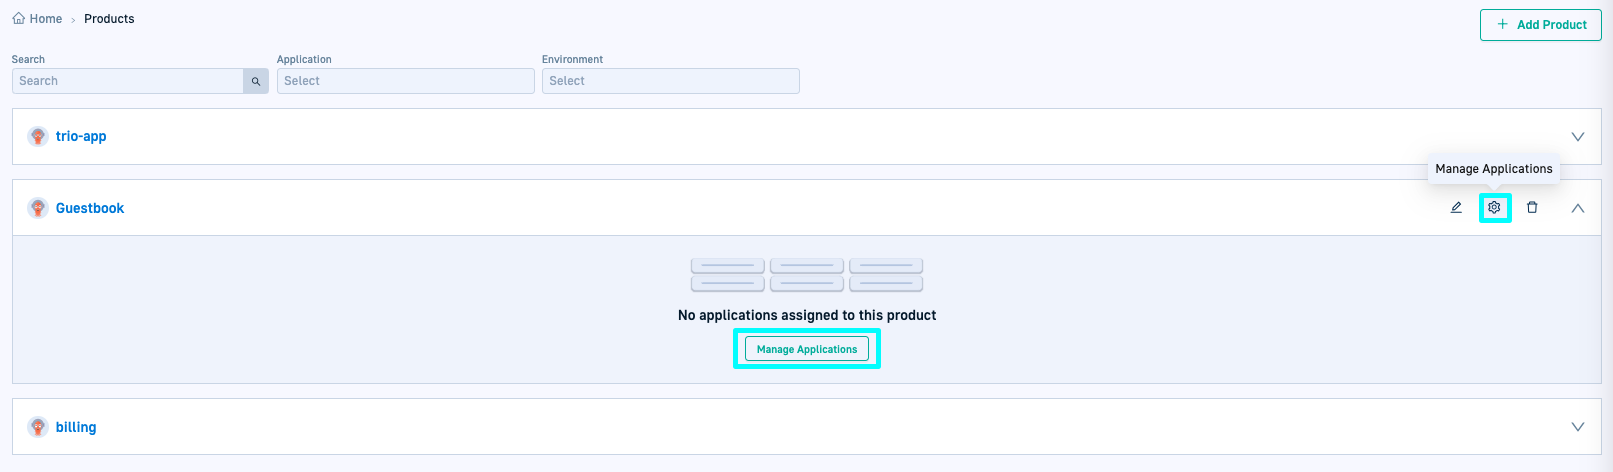 Home > Products
+ Add Product
Search
Application
Environment
Search
Select
Select
trio-app
Manage Applications
Guestbook
No applications assigned to this product
Manage Applications
billing